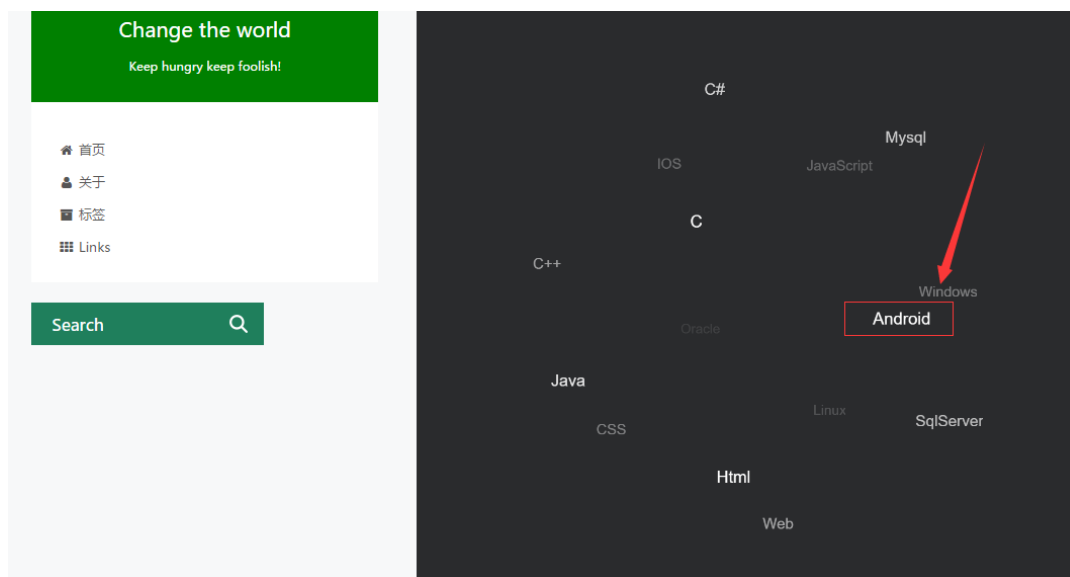 Change the world
Keep hungry keep foolish!
首页
关于
标签
Links
Search
C#
Mysql
IOS
JavaScript
C
C++
Windows
Android
Oracle
Java
Linux
SqlServer
CSS
Html
Web